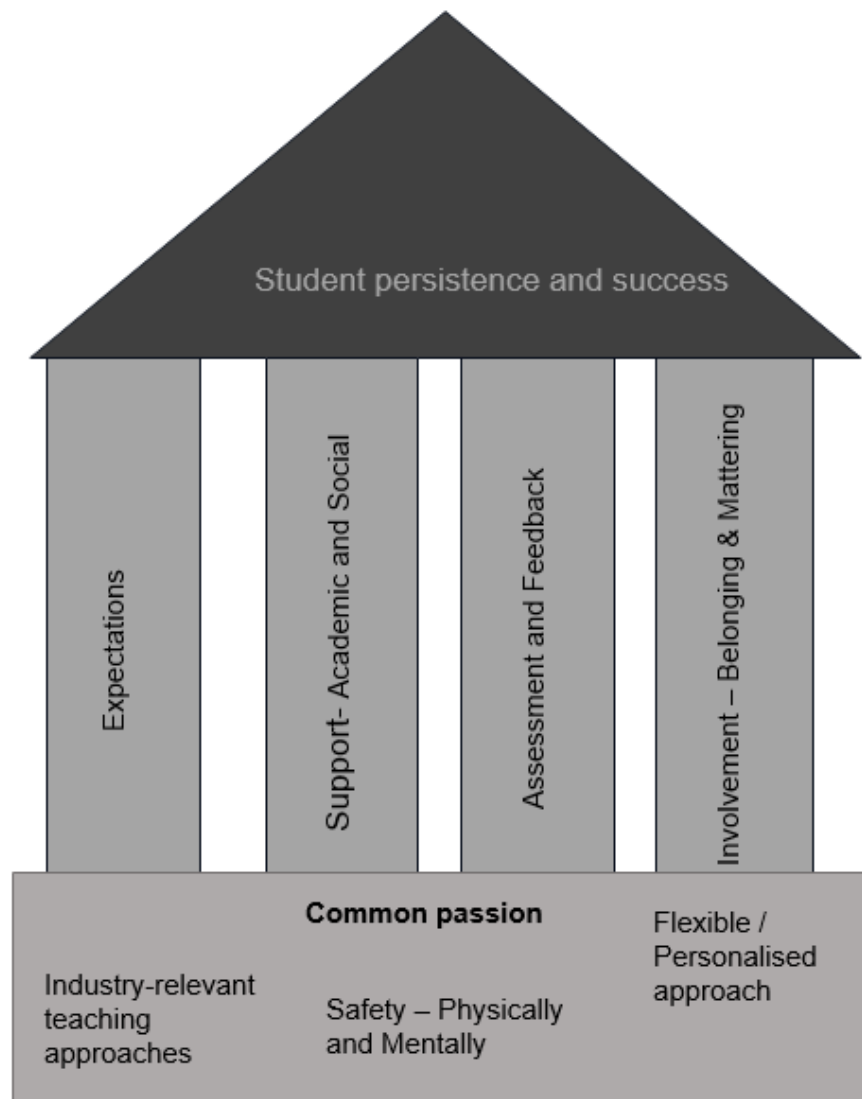 Student persistence and success
Expectations
Support- Academic and Social
Assessment and Feedback
Involvement – Belonging & Mattering
Common passion
Industry-relevant
teaching
approaches
Safety – Physically
and Mentally
Flexible /
Personalised
approach